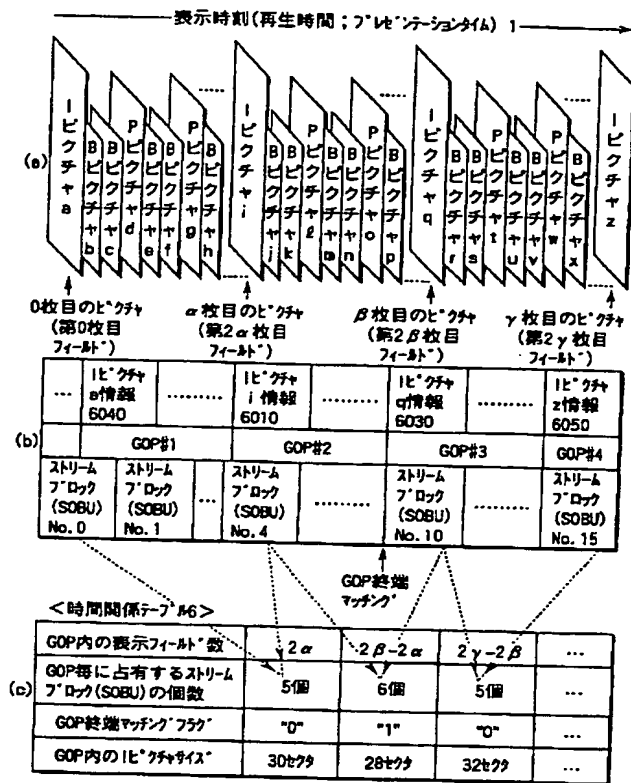 表示時刻(再生時間;プレゼンテーションタイム) 1
(a)
Iピクチャa
Bピクチャb
Bピクチャc
Pピクチャd
Bピクチャe
Bピクチャf
Pピクチャg
Bピクチャh
Iピクチャi
Bピクチャj
Bピクチャk
Pピクチャl
Bピクチャm
Bピクチャn
Pピクチャo
Bピクチャp
Iピクチャq
Bピクチャr
Bピクチャs
Pピクチャt
Bピクチャu
Bピクチャv
Pピクチャw
Bピクチャx
Iピクチャz
0枚目のピクチャ
(第0枚目
フィールド)
α枚目のピクチャ
(第2α枚目
フィールド)
β枚目のピクチャ
(第2β枚目
フィールド)
γ枚目のピクチャ
(第2γ枚目
フィールド)
(b)
Iピクチャ
a情報
6040
Iピクチャ
i情報
6010
Iピクチャ
q情報
6030
Iピクチャ
z情報
6050
GOP#1 GOP#2 GOP#3 GOP#4
ストリーム
ブロック
(SOBU)
No.0
ストリーム
ブロック
(SOBU)
No.1
ストリーム
ブロック
(SOBU)
No.4
ストリーム
ブロック
(SOBU)
No.10
ストリーム
ブロック
(SOBU)
No.15
GOP終端
マッチング
<時間関係テーブル6>
(c)
GOP内の表示フィールド数 2α 2β-2α 2γ-2β …
GOP毎に占有するストリーム
ブロック(SOBU)の個数 5個 6個 5個 …
GOP終端マッチングフラグ "0" "1" "0" …
GOP内のIピクチャサイズ 30セクタ 28セクタ 32セクタ …